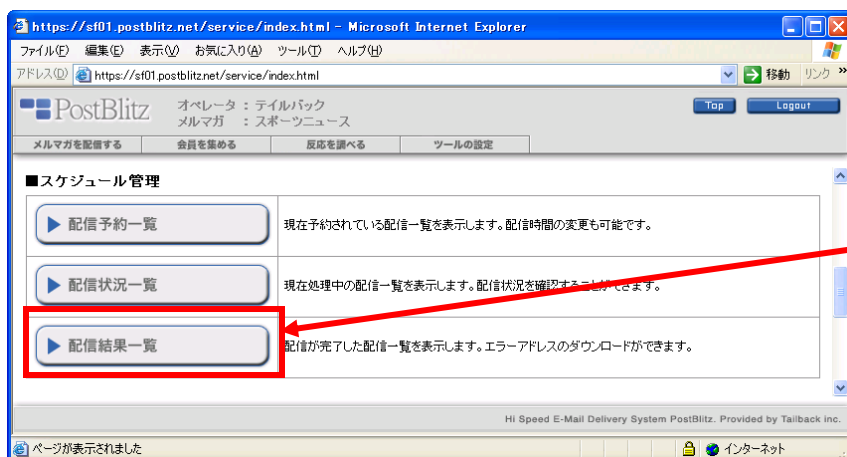 https://sf01.postblitz.net/service/index.html - Microsoft Internet Explorer
ファイル(F) 編集(E) 表示(V) お気に入り(A) ツール(T) ヘルプ(H)
アドレス(D) https://sf01.postblitz.net/service/index.html 移動 リンク »
PostBlitz オペレータ : テイルバック Top Logout
メルマガ : スポーツニュース
メルマガを配信する 会員を集める 反応を調べる ツールの設定
■スケジュール管理
配信予約一覧 現在予約されている配信一覧を表示します。配信時間の変更も可能です。
配信状況一覧 現在処理中の配信一覧を表示します。配信状況を確認することができます。
配信結果一覧 配信が完了した配信一覧を表示します。エラーアドレスのダウンロードができます。
Hi Speed E-Mail Delivery System PostBlitz. Provided by Tailback inc.
ページが表示されました インターネット